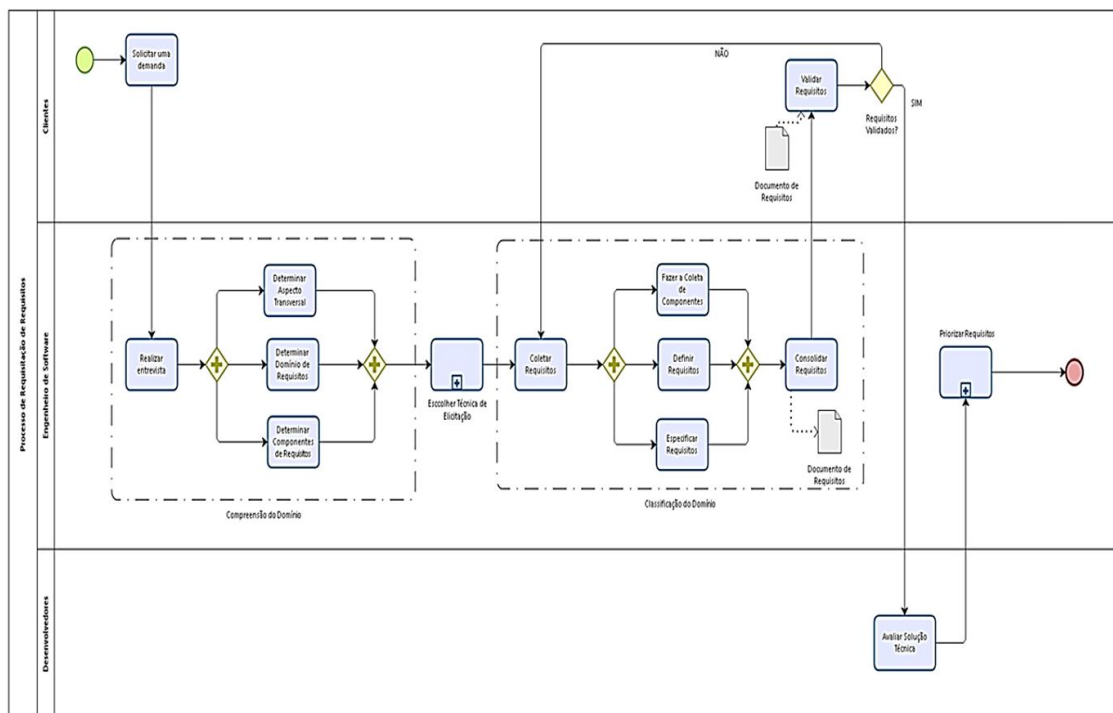 Processo de Requisitação de Requisitos
Clientes
Solicitar uma
demanda
NÃO
Validar
Requisitos
SIM
Requisitos
Validados?
Documento de
Requisitos
Engenheiro de Software
Realizar
entrevista
Determinar
Aspecto
Transversal
Determinar
Domínio de
Requisitos
Determinar
Componentes
de Requisitos
Compreensão do Domínio
Esccolher Técnica de
Elicitação
Coletar
Requisitos
Fazer a Coleta
de
Componentes
Definir
Requisitos
Especificar
Requisitos
Consolidar
Requisitos
Documento de
Requisitos
Classificação do Domínio
Priorizar Requisitos
Desenvolvedores
Avaliar Solução
Técnica